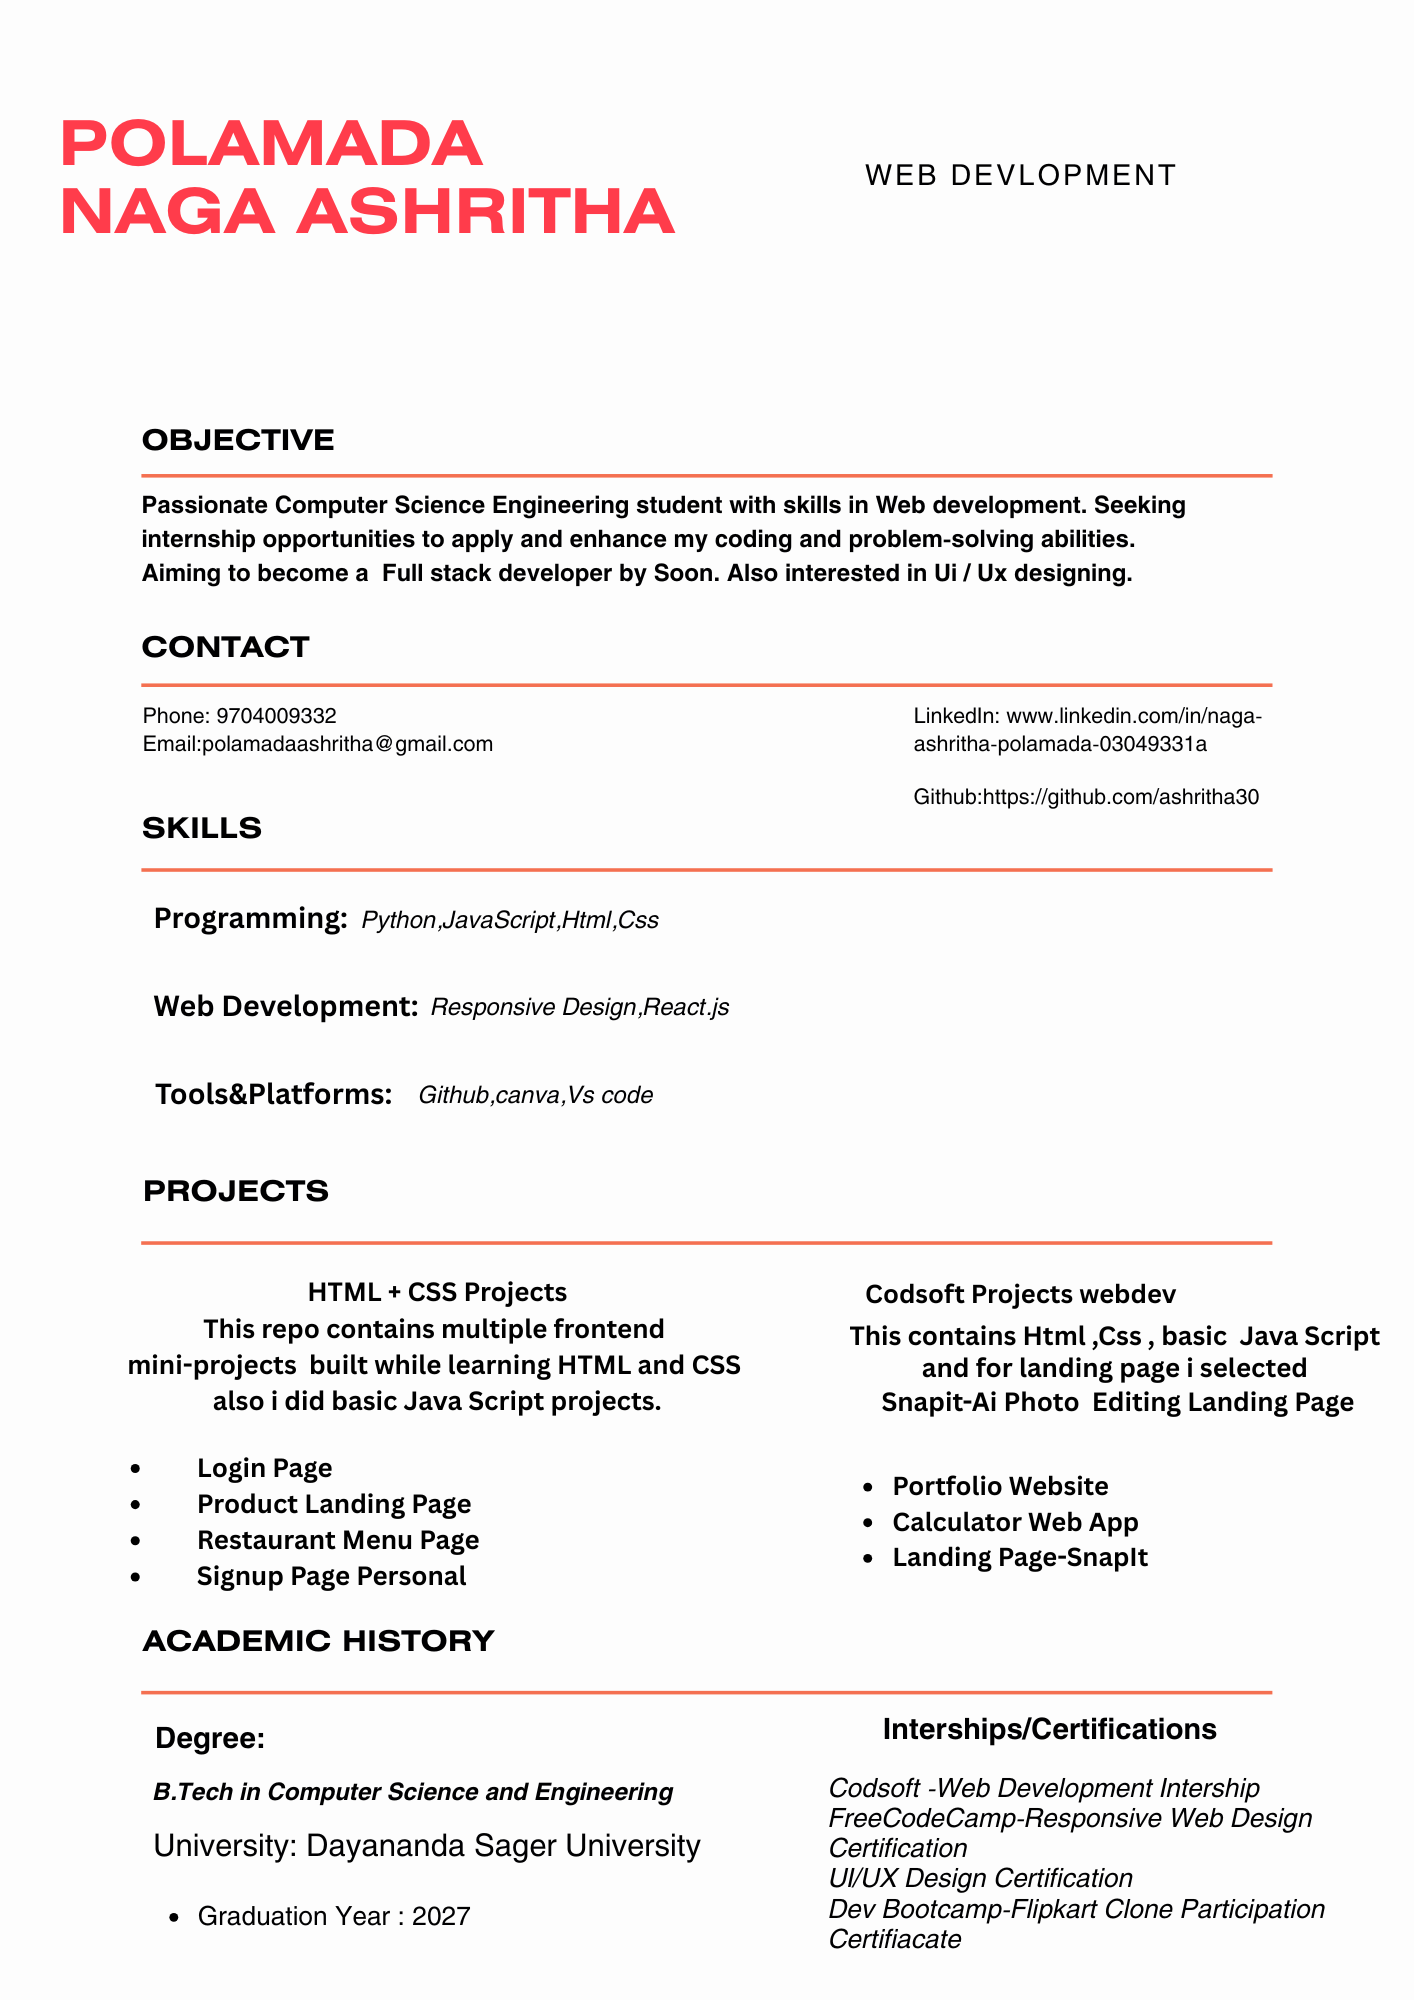 POLAMADA
NAGA ASHRITHA
WEB DEVLOPMENT
OBJECTIVE
Passionate Computer Science Engineering student with skills in Web development. Seeking
internship opportunities to apply and enhance my coding and problem-solving abilities.
Aiming to become a  Full stack developer by Soon. Also interested in Ui / Ux designing.
CONTACT
Phone: 9704009332
Email:polamadaashritha@gmail.com
LinkedIn: www.linkedin.com/in/naga-
ashritha-polamada-03049331a
Github:https://github.com/ashritha30
SKILLS
Programming: Python,JavaScript,Html,Css
Web Development: Responsive Design,React.js
Tools&Platforms: Github,canva,Vs code
PROJECTS
HTML + CSS Projects
This repo contains multiple frontend
mini-projects  built while learning HTML and CSS
also i did basic Java Script projects.
• Login Page
• Product Landing Page
• Restaurant Menu Page
• Signup Page Personal
Codsoft Projects webdev
This contains Html ,Css , basic  Java Script
and for landing page i selected
Snapit-Ai Photo  Editing Landing Page
• Portfolio Website
• Calculator Web App
• Landing Page-SnapIt
ACADEMIC HISTORY
Degree:
B.Tech in Computer Science and Engineering
University: Dayananda Sager University
• Graduation Year : 2027
Interships/Certifications
Codsoft -Web Development Intership
FreeCodeCamp-Responsive Web Design
Certification
UI/UX Design Certification
Dev Bootcamp-Flipkart Clone Participation
Certifiacate